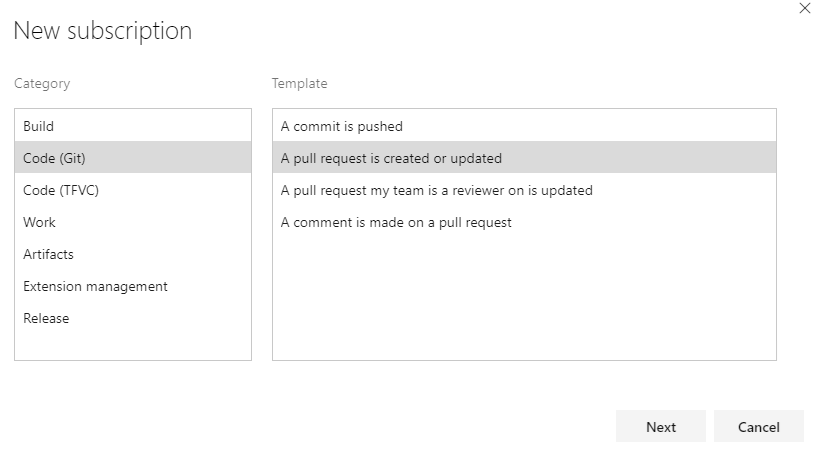 New subscription
Category
Template
Build
Code (Git)
Code (TFVC)
Work
Artifacts
Extension management
Release
A commit is pushed
A pull request is created or updated
A pull request my team is a reviewer on is updated
A comment is made on a pull request
Next
Cancel